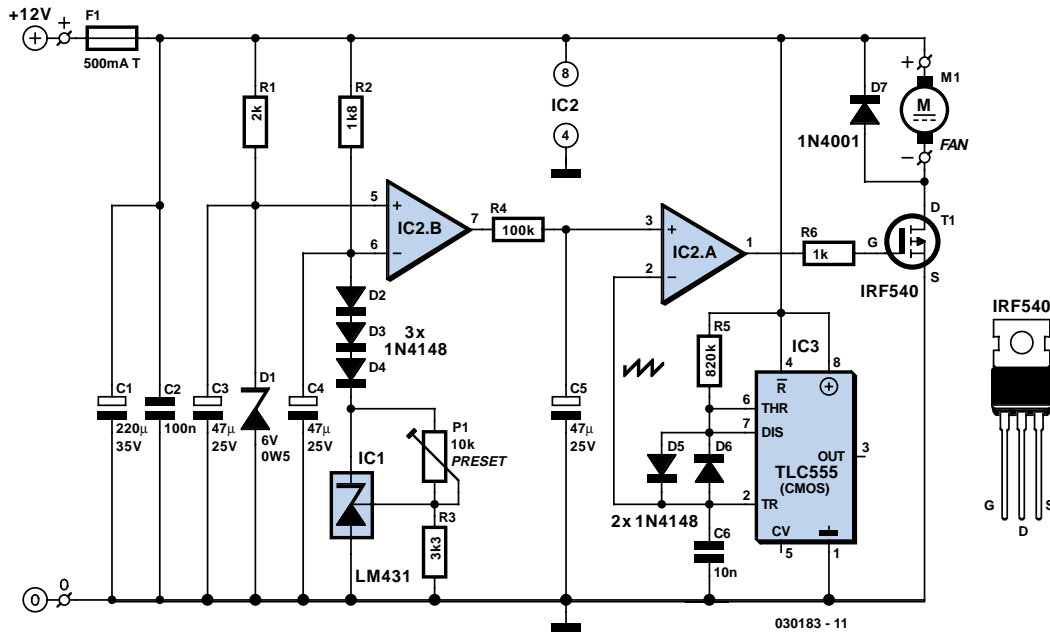 +12V
+
F1
500mA T
R1
2k
R2
1k8
8
IC2
4
D7
1N4001
+
M1
M
FAN
–
D
T1
G
S
IRF540
5
+
IC2.B
7
6
–
R4
100k
3
+
IC2.A
1
2
–
R6
1k
D2
D3
D4
3x
1N4148
R5
820k
IC3
4
8
R
+
6
THR
7
DIS
OUT
3
TLC555
(CMOS)
2
TR
CV
5
1
D5
D6
2x 1N4148
C6
10n
C1
220µ
35V
C2
100n
C3
47µ
25V
D1
6V
0W5
C4
47µ
25V
P1
10k
PRESET
IC1
R3
3k3
LM431
C5
47µ
25V
IRF540
G
D
S
0
0
030183 - 11